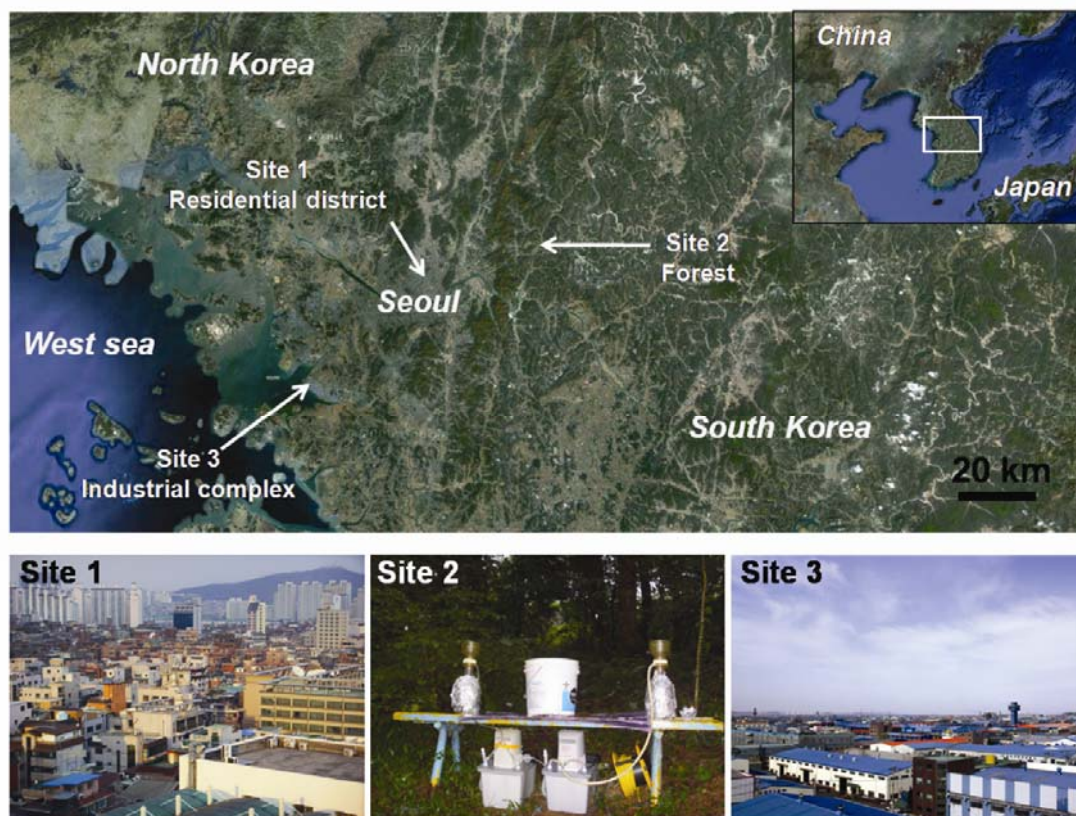 North Korea
China
Japan
Site 1
Residential district
Site 2
Forest
Seoul
West sea
Site 3
Industrial complex
South Korea
20 km
Site 1
Site 2
Site 3